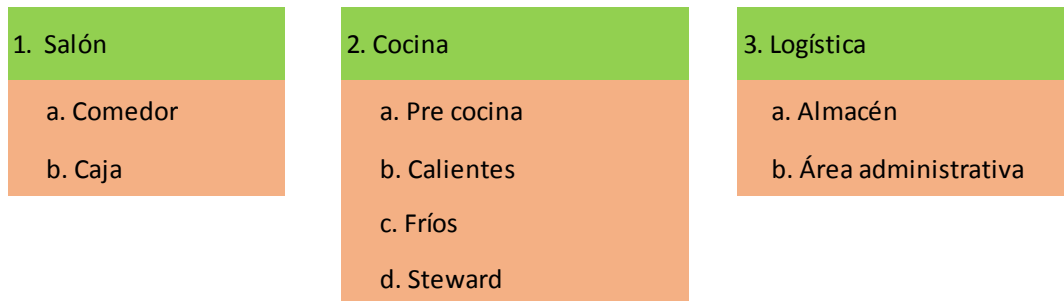 1. Salón
a. Comedor
b. Caja
2. Cocina
a. Pre cocina
b. Calientes
c. Fríos
d. Steward
3. Logística
a. Almacén
b. Área administrativa